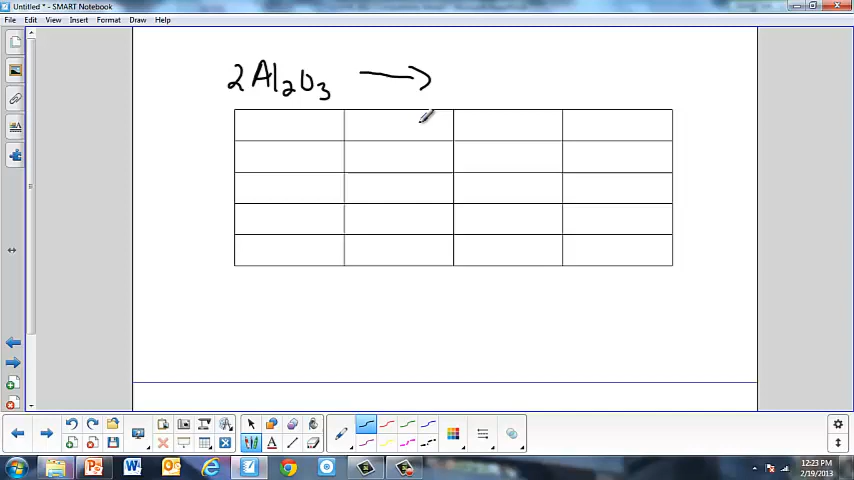 Untitled * - SMART Notebook
File Edit View Insert Format Draw Help
2Al₂O₃ →
12:23 PM
2/19/2013